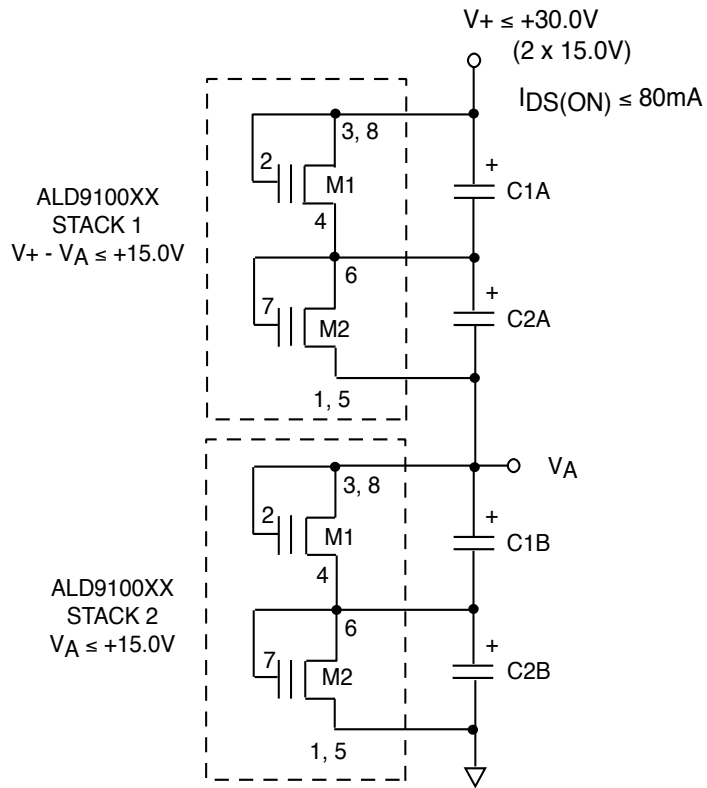 V+ ≤ +30.0V
(2 x 15.0V)
IDS(ON) ≤ 80mA
3, 8
2
M1
+
C1A
ALD9100XX
STACK 1
V+ - VA ≤ +15.0V
4
6
7
M2
+
C2A
1, 5
VA
3, 8
2
M1
+
C1B
4
ALD9100XX
STACK 2
VA ≤ +15.0V
6
7
M2
+
C2B
1, 5